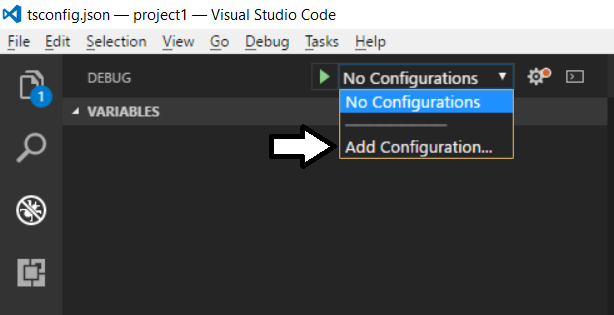 tsconfig.json — project1 — Visual Studio Code
File Edit Selection View Go Debug Tasks Help
DEBUG No Configurations
1
No Configurations
VARIABLES
Add Configuration...